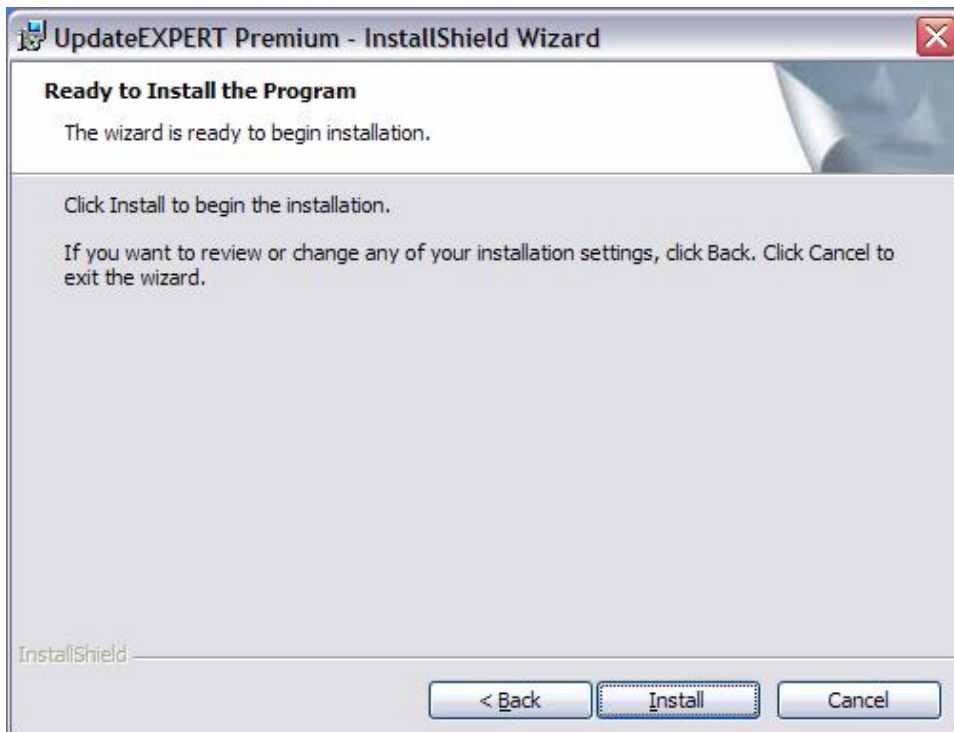 UpdateEXPERT Premium - InstallShield Wizard
Ready to Install the Program
The wizard is ready to begin installation.
Click Install to begin the installation.
If you want to review or change any of your installation settings, click Back. Click Cancel to
exit the wizard.
InstallShield
< Back Install Cancel